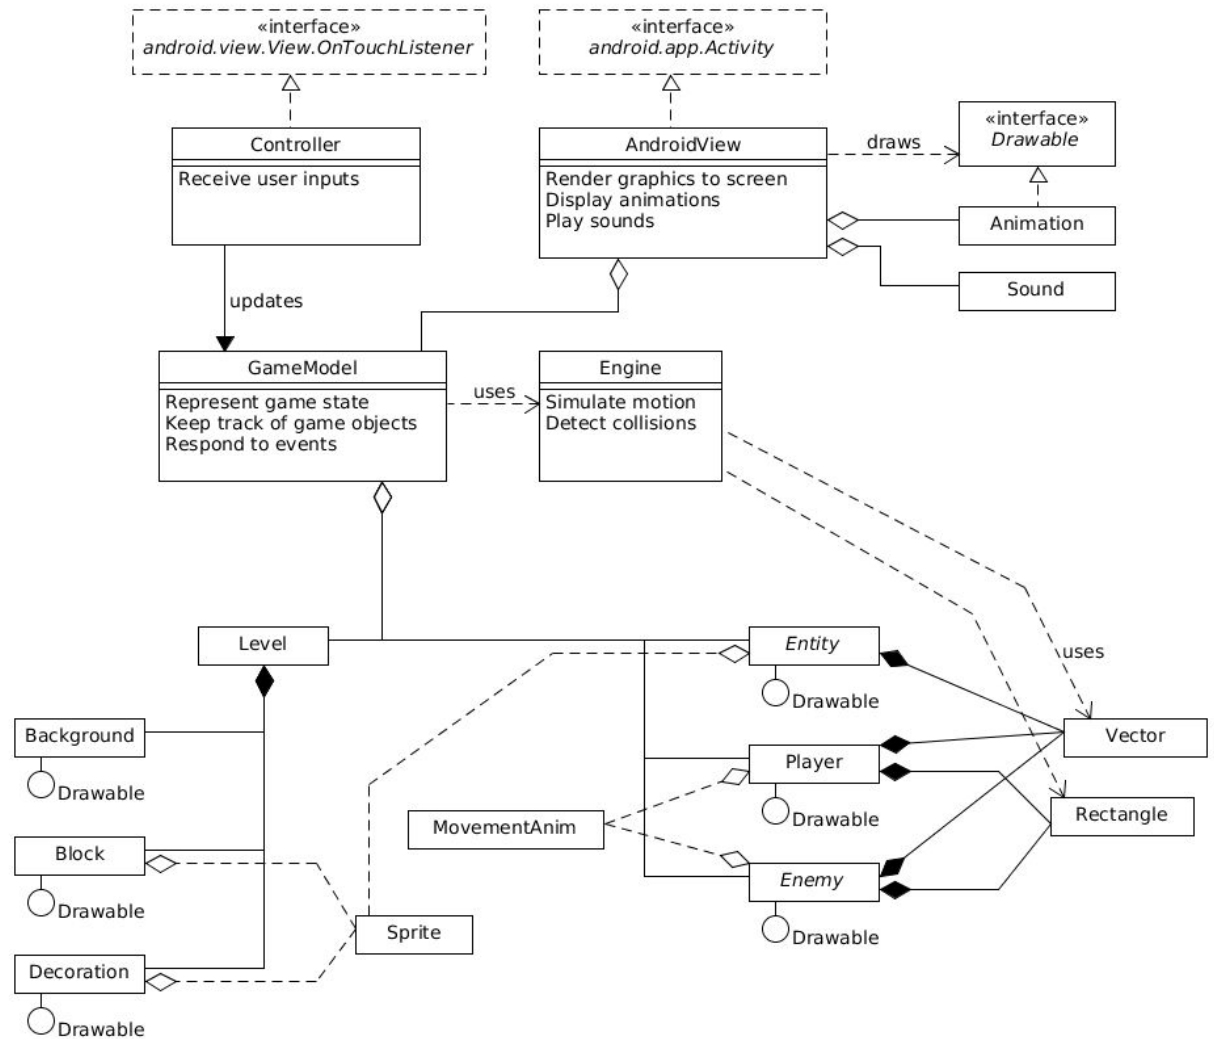 «interface»
android.view.View.OnTouchListener
«interface»
android.app.Activity
«interface»
Drawable
Controller
Receive user inputs
AndroidView
Render graphics to screen
Display animations
Play sounds
draws
Animation
Sound
updates
GameModel
Represent game state
Keep track of game objects
Respond to events
uses
Engine
Simulate motion
Detect collisions
Level
Entity
Drawable
uses
Background
Drawable
Vector
Player
Drawable
MovementAnim
Rectangle
Block
Drawable
Enemy
Drawable
Sprite
Decoration
Drawable